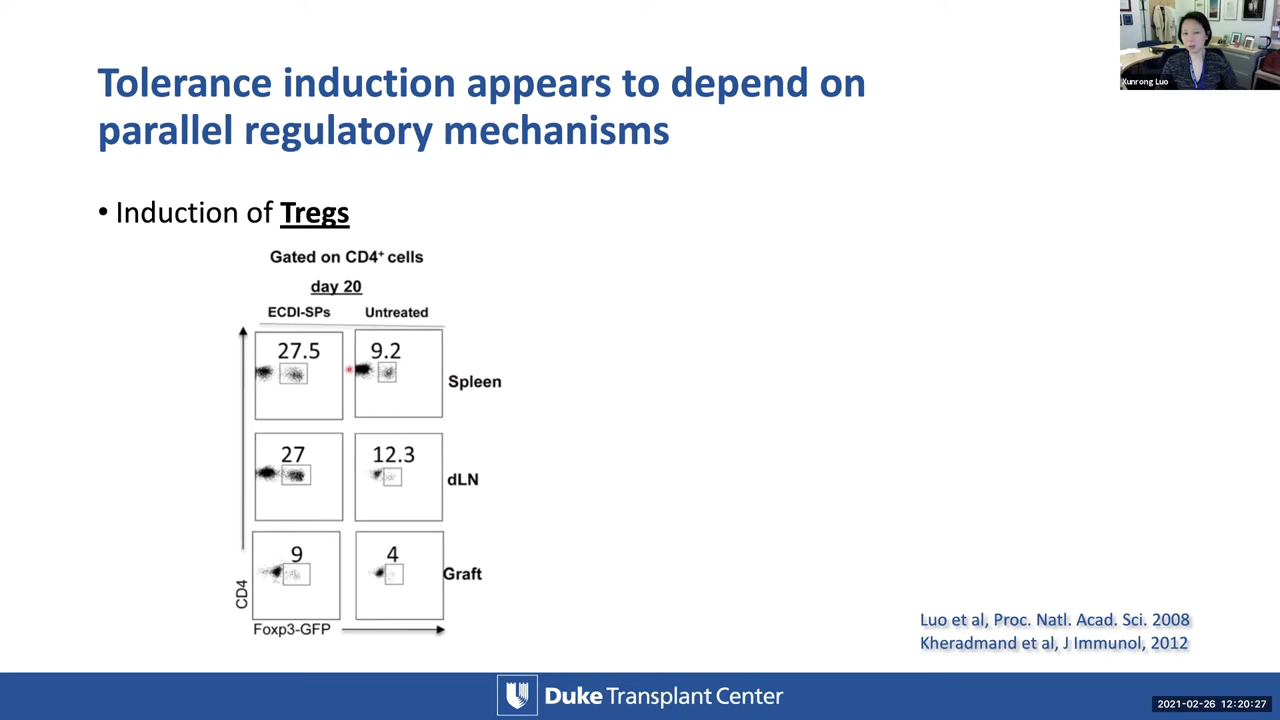 Tolerance induction appears to depend on
parallel regulatory mechanisms
Xunrong Luo
• Induction of Tregs
Gated on CD4⁺ cells
day 20
ECDI-SPs Untreated
27.5 9.2
Spleen
27 12.3
dLN
9 4
Graft
CD4
Foxp3-GFP
Luo et al, Proc. Natl. Acad. Sci. 2008
Kheradmand et al, J Immunol, 2012
Duke Transplant Center
2021-02-26 12:20:27